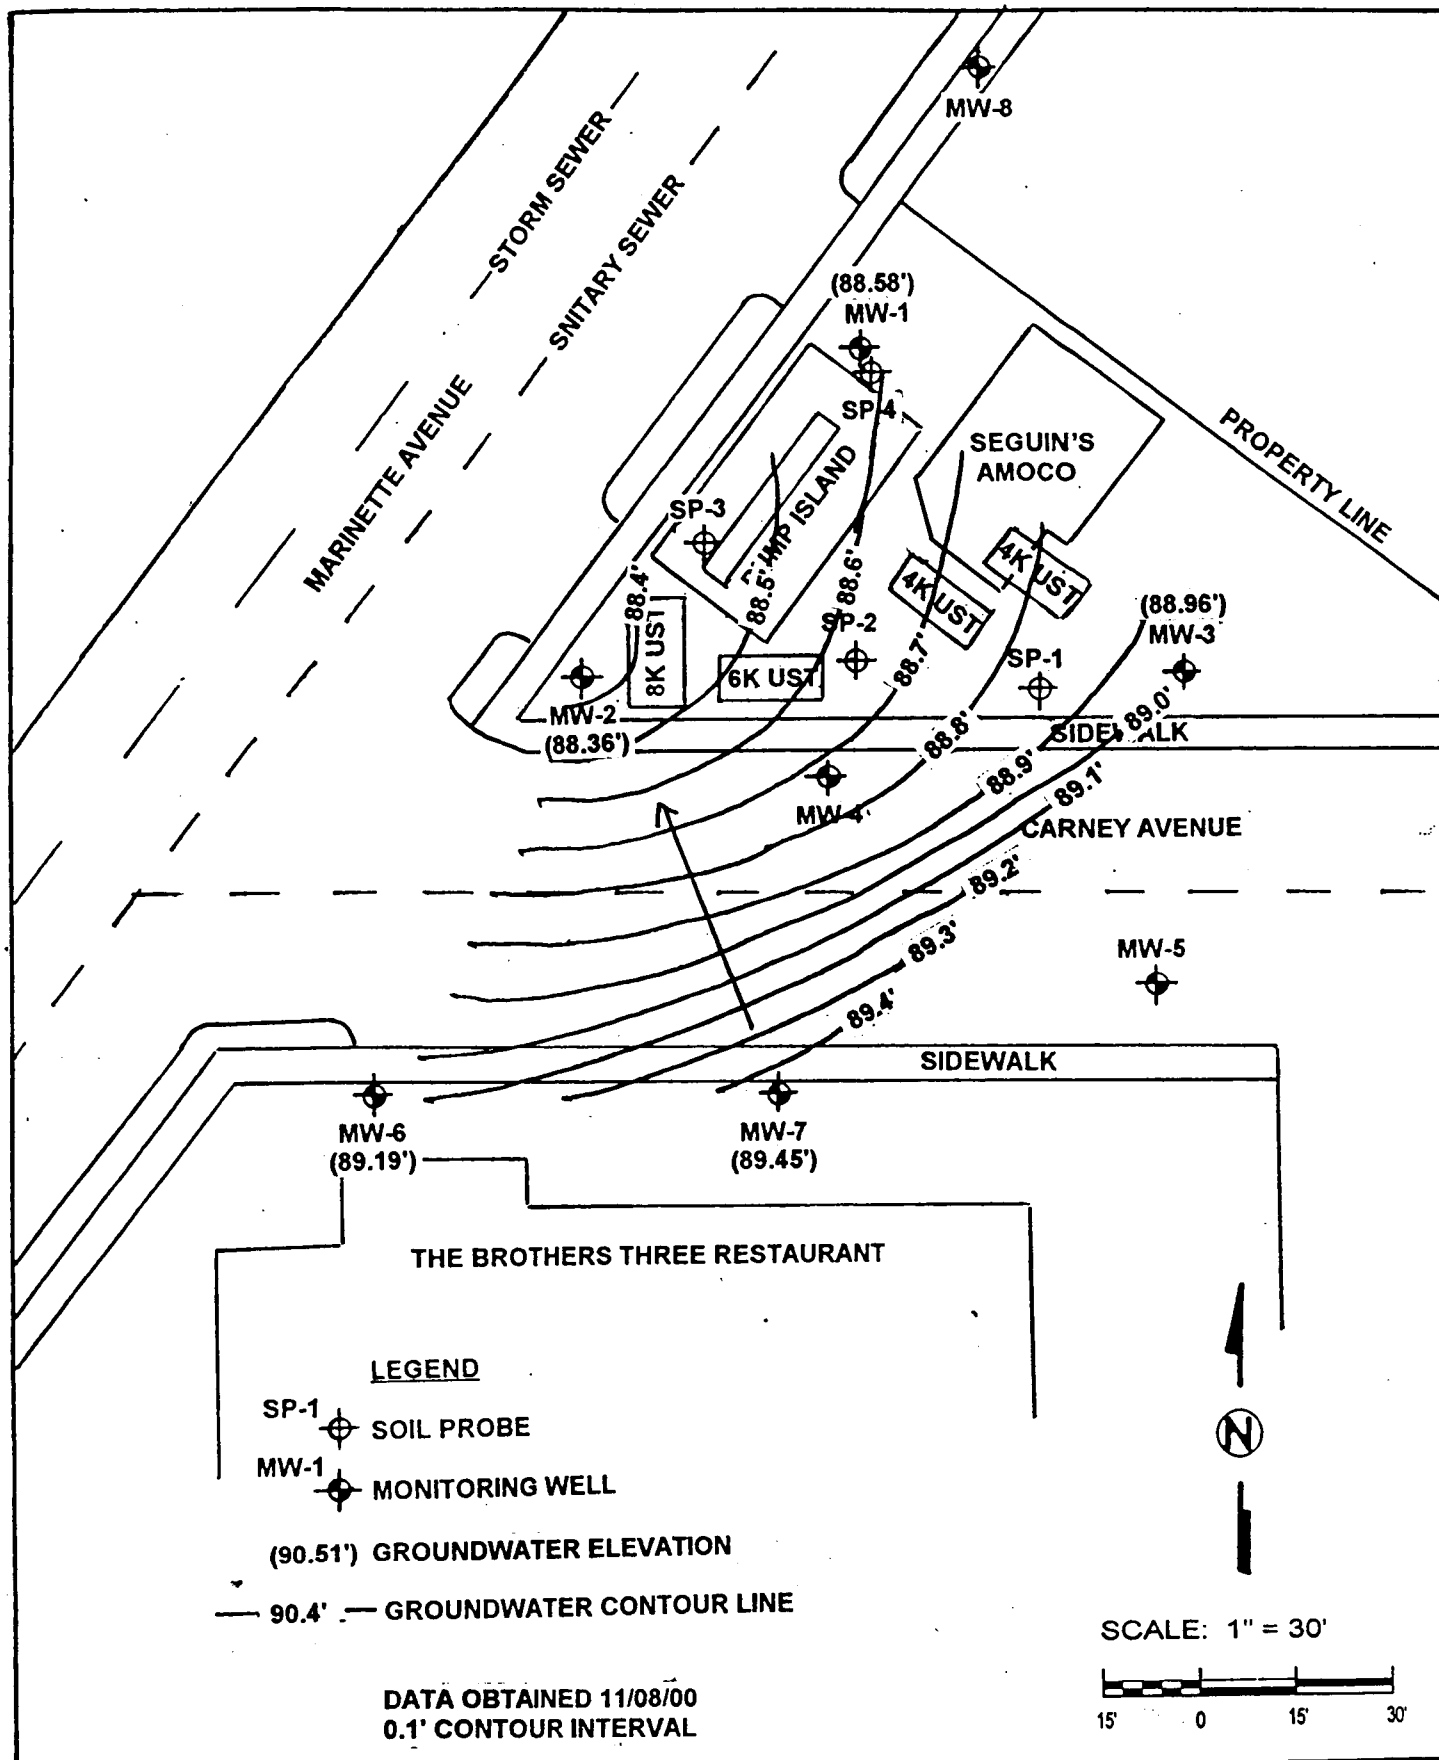 MW-8
STORM SEWER
SNITARY SEWER
MARINETTE AVENUE
(88.58')
MW-1
SP-4
SEGUIN'S
AMOCO
PROPERTY LINE
SP-3
PUMP ISLAND
4K UST
4K UST
88.4'
88.5'
88.6'
(88.96')
MW-3
SP-2
88.7'
SP-1
8K UST
6K UST
MW-2
(88.36')
88.8'
89.0'
SIDEWALK
88.9'
89.1'
MW-4
CARNEY AVENUE
89.2'
89.3'
MW-5
89.4'
SIDEWALK
MW-6
(89.19')
MW-7
(89.45')
THE BROTHERS THREE RESTAURANT
LEGEND
SP-1
SOIL PROBE
MW-1
MONITORING WELL
(90.51') GROUNDWATER ELEVATION
90.4' GROUNDWATER CONTOUR LINE
N
SCALE: 1" = 30'
15' 0 15' 30'
DATA OBTAINED 11/08/00
0.1' CONTOUR INTERVAL